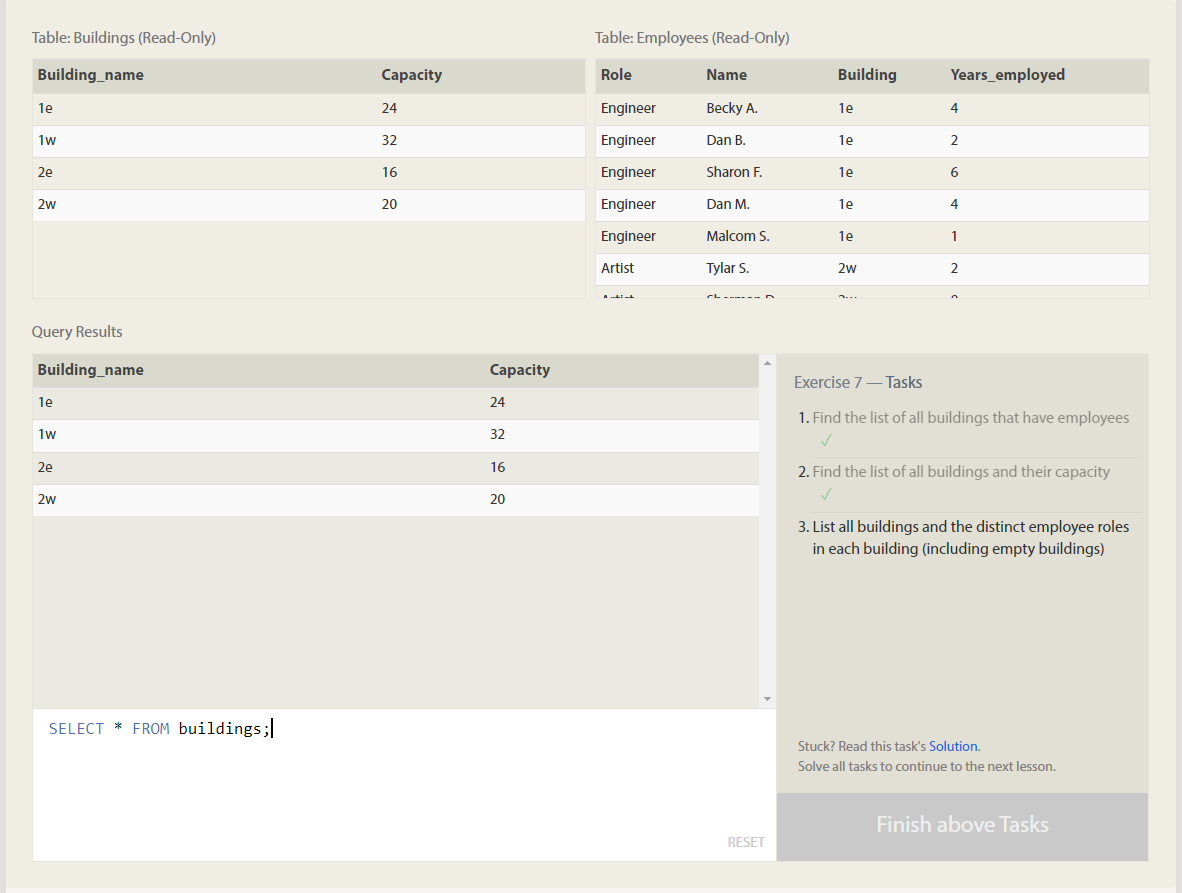 Table: Buildings (Read-Only)
Building_name Capacity
1e 24
1w 32
2e 16
2w 20
Table: Employees (Read-Only)
Role Name Building Years_employed
Engineer Becky A. 1e 4
Engineer Dan B. 1e 2
Engineer Sharon F. 1e 6
Engineer Dan M. 1e 4
Engineer Malcom S. 1e 1
Artist Tylar S. 2w 2
Query Results
Building_name Capacity
1e 24
1w 32
2e 16
2w 20
SELECT * FROM buildings;
RESET
Exercise 7 — Tasks
1. Find the list of all buildings that have employees
✓
2. Find the list of all buildings and their capacity
✓
3. List all buildings and the distinct employee roles
in each building (including empty buildings)
Stuck? Read this task's Solution.
Solve all tasks to continue to the next lesson.
Finish above Tasks